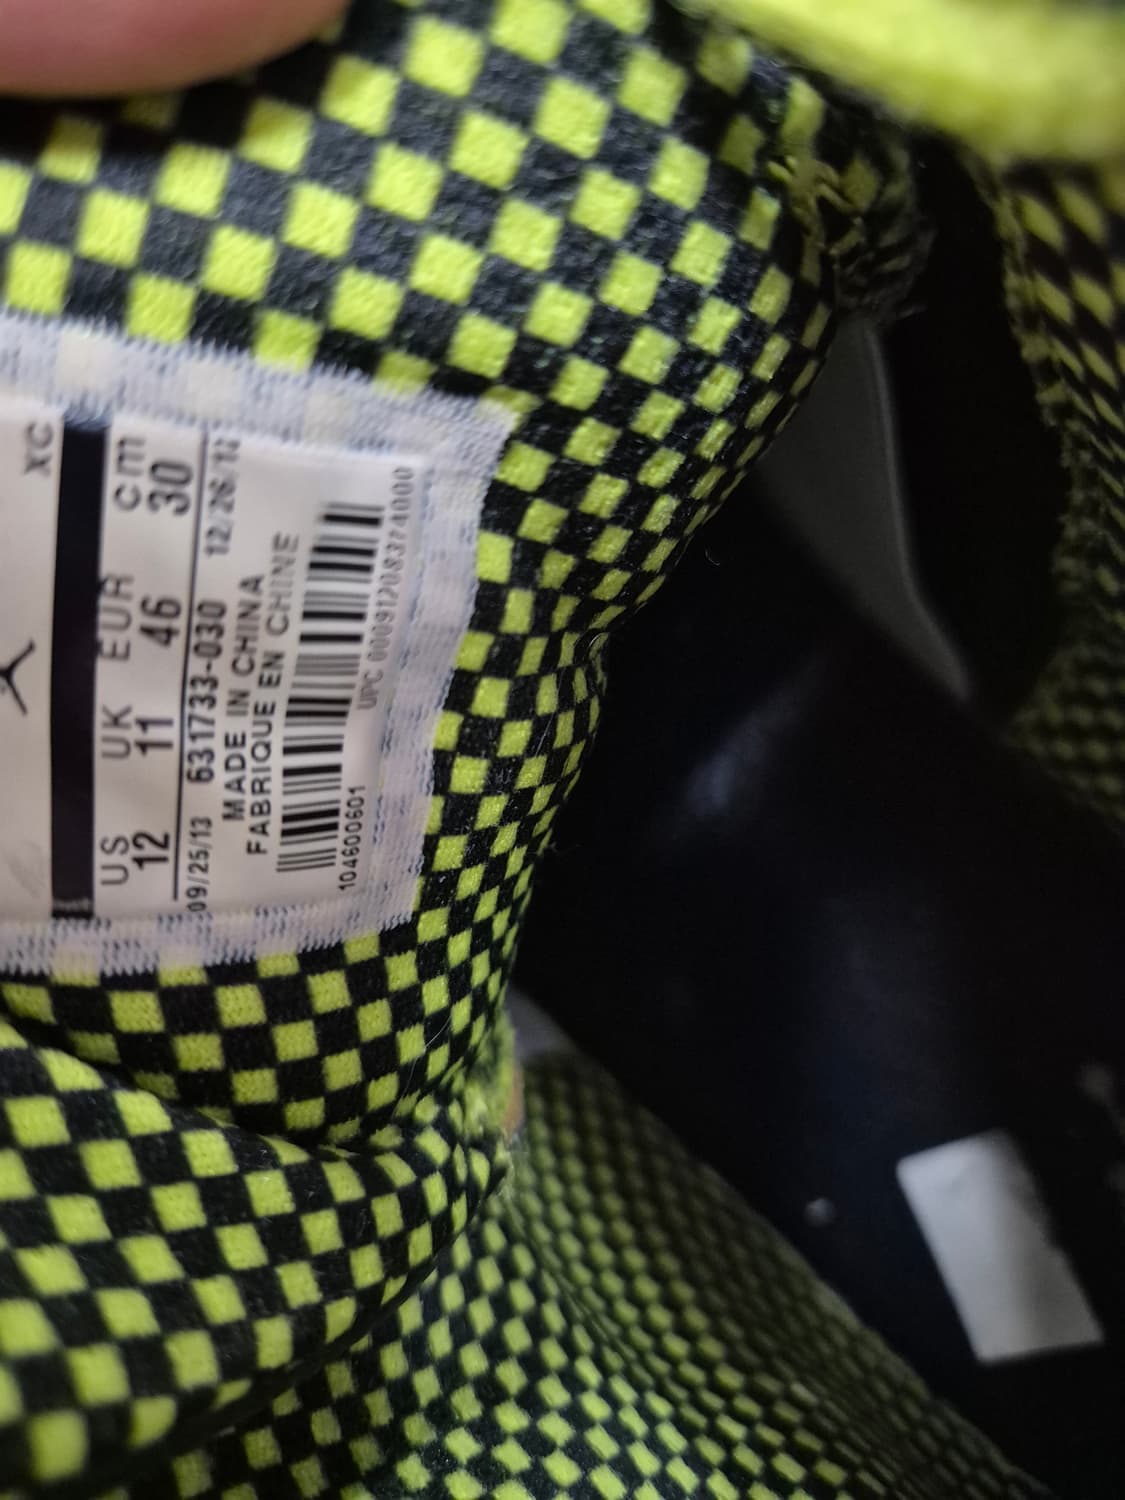 XC
US UK EUR cm
12 11 46 30
09/25/13 631733-030 12/26/12
MADE IN CHINA
FABRIQUE EN CHINE
104600601 UPC 00091208374000